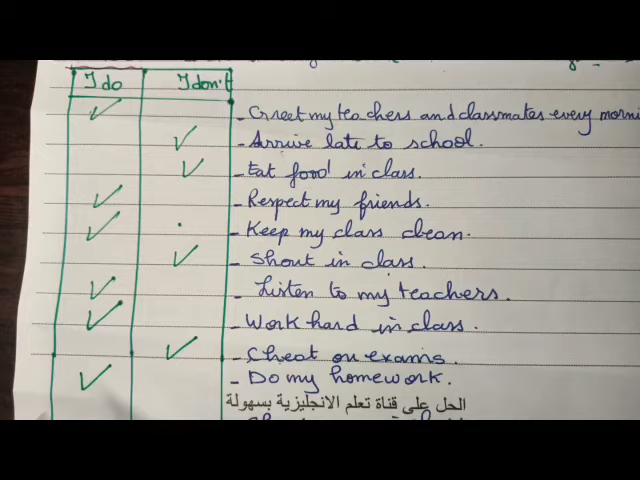 I do I don't
- Greet my teachers and classmates every morni
- Arrive late to school.
- Eat food in class.
- Respect my friends.
- Keep my class clean.
- Shout in class.
- Listen to my teachers.
- Work hard in class.
- Cheat on exams.
- Do my homework.
الحل على قناة تعلم الانجليزية بسهولة